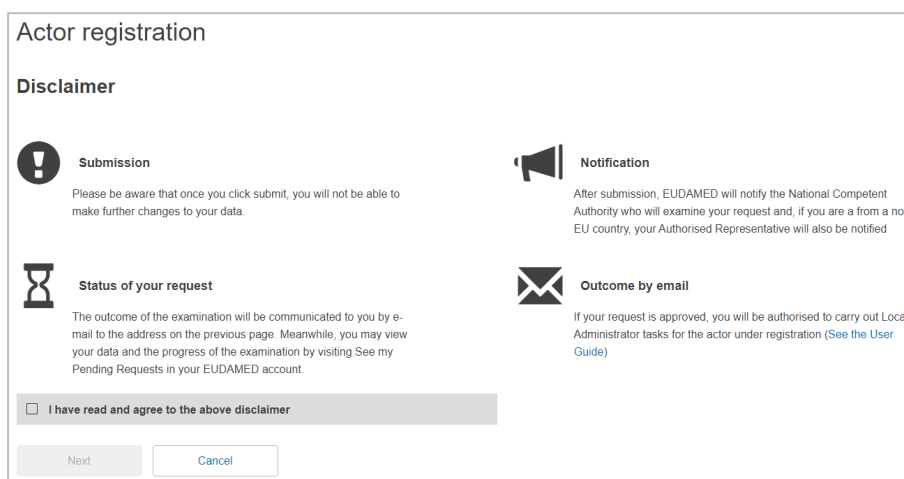 Actor registration
Disclaimer
Submission
Please be aware that once you click submit, you will not be able to
make further changes to your data.
Notification
After submission, EUDAMED will notify the National Competent
Authority who will examine your request and, if you are a from a no
EU country, your Authorised Representative will also be notified
Status of your request
The outcome of the examination will be communicated to you by e-
mail to the address on the previous page. Meanwhile, you may view
your data and the progress of the examination by visiting See my
Pending Requests in your EUDAMED account.
Outcome by email
If your request is approved, you will be authorised to carry out Loca
Administrator tasks for the actor under registration (See the User
Guide)
I have read and agree to the above disclaimer
Next
Cancel